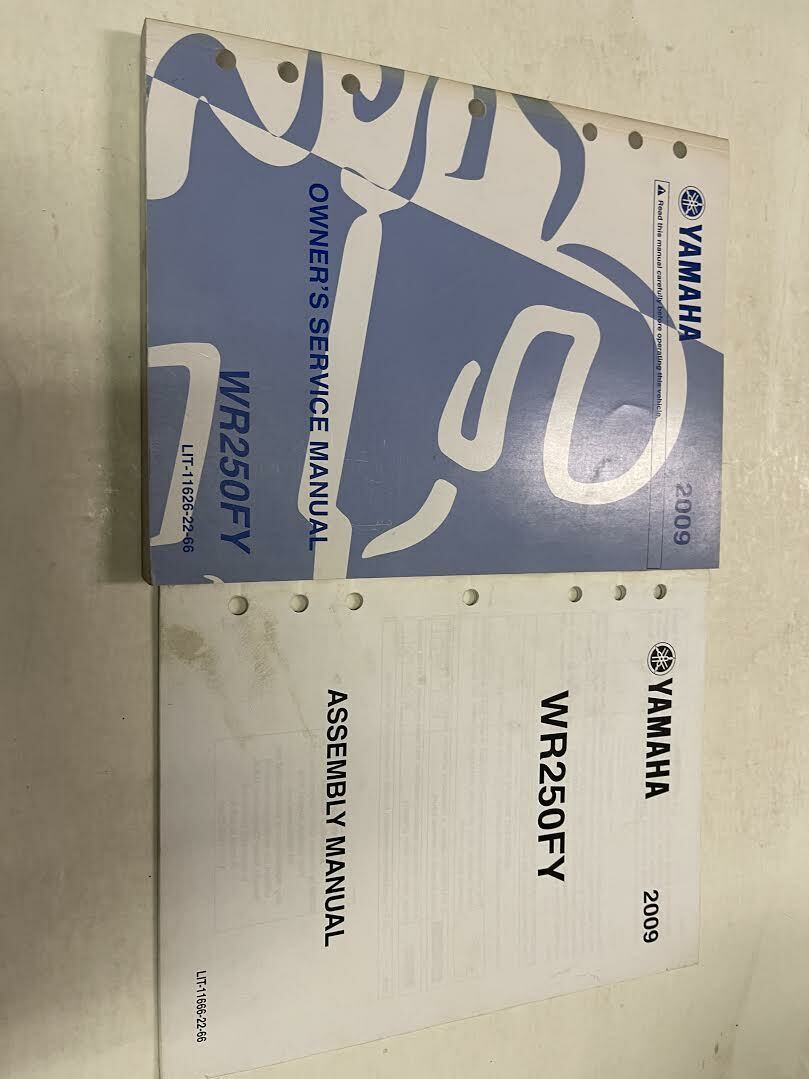 YAMAHA
2009
Read this manual carefully before operating this vehicle.
OWNER'S SERVICE MANUAL
WR250FY
LIT-11626-22-66
YAMAHA
2009
WR250FY
ASSEMBLY MANUAL
LIT-11666-22-66